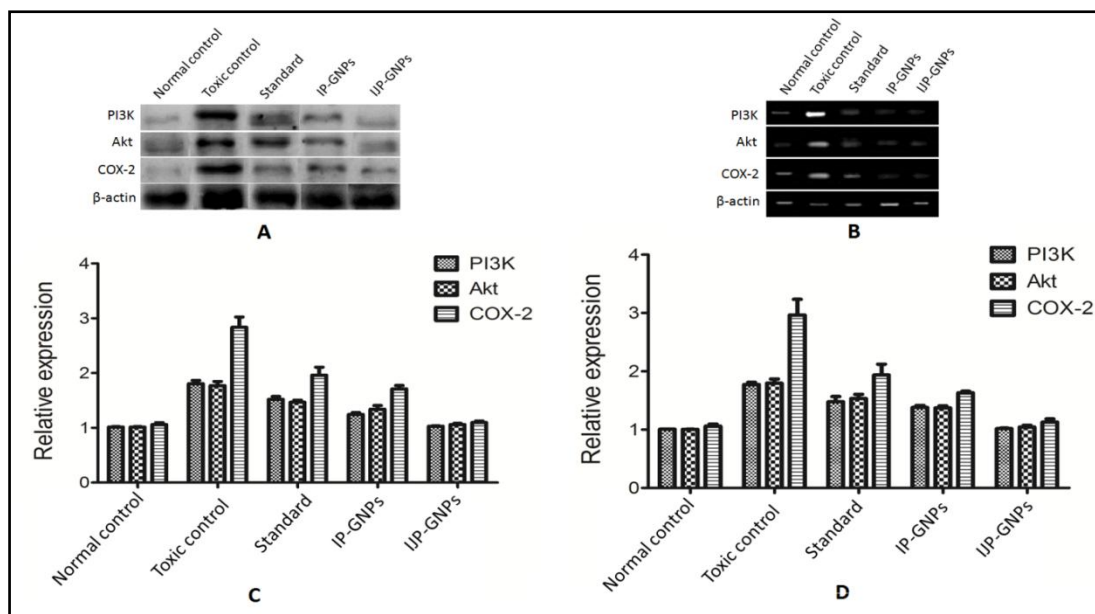 Normal control
Toxic control
Standard
IP-GNPs
IJP-GNPs
PI3K
Akt
COX-2
β-actin
A
Normal control
Toxic control
Standard
IP-GNPs
IJP-GNPs
PI3K
Akt
COX-2
β-actin
B
Relative expression
4
3
2
1
0
PI3K
Akt
COX-2
Normal control
Toxic control
Standard
IP-GNPs
IJP-GNPs
C
Relative expression
4
3
2
1
0
PI3K
Akt
COX-2
Normal control
Toxic control
Standard
IP-GNPs
IJP-GNPs
D